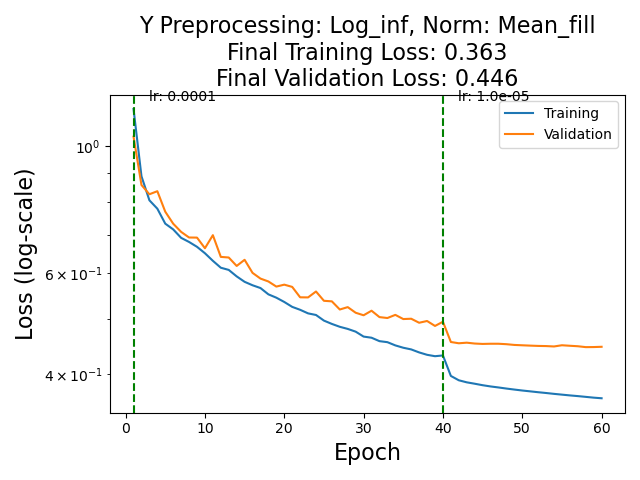 Y Preprocessing: Log_inf, Norm: Mean_fill
Final Training Loss: 0.363
Final Validation Loss: 0.446
lr: 0.0001
lr: 1.0e-05
Training
Validation
10⁰
6 × 10⁻¹
4 × 10⁻¹
Loss (log-scale)
0 10 20 30 40 50 60
Epoch